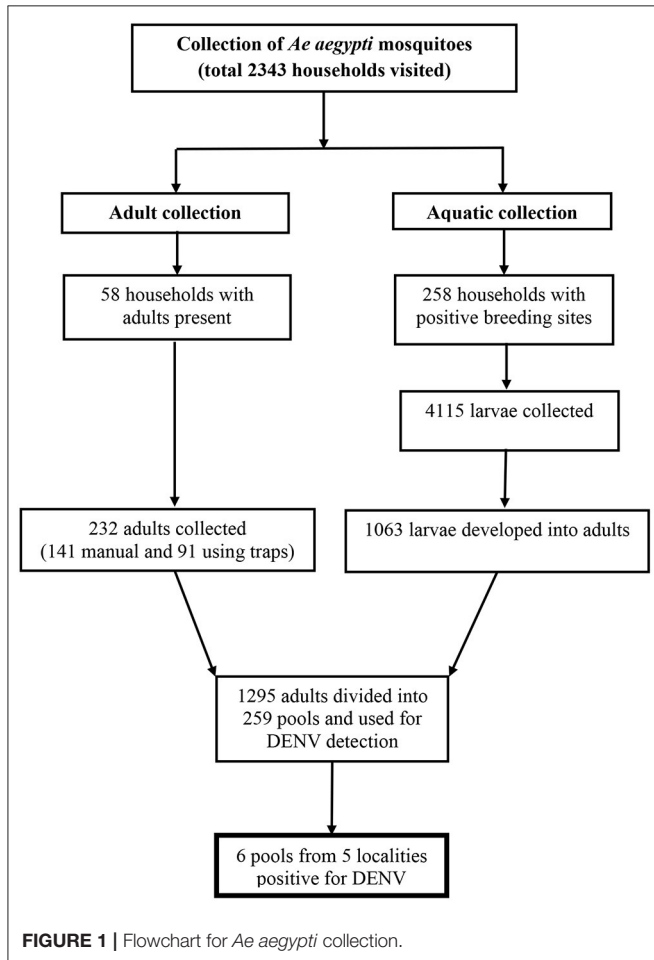 Collection of Ae aegypti mosquitoes
(total 2343 households visited)
Adult collection
Aquatic collection
58 households with
adults present
258 households with
positive breeding sites
4115 larvae collected
232 adults collected
(141 manual and 91 using traps)
1063 larvae developed into adults
1295 adults divided into
259 pools and used for
DENV detection
6 pools from 5 localities
positive for DENV
FIGURE 1 | Flowchart for Ae aegypti collection.